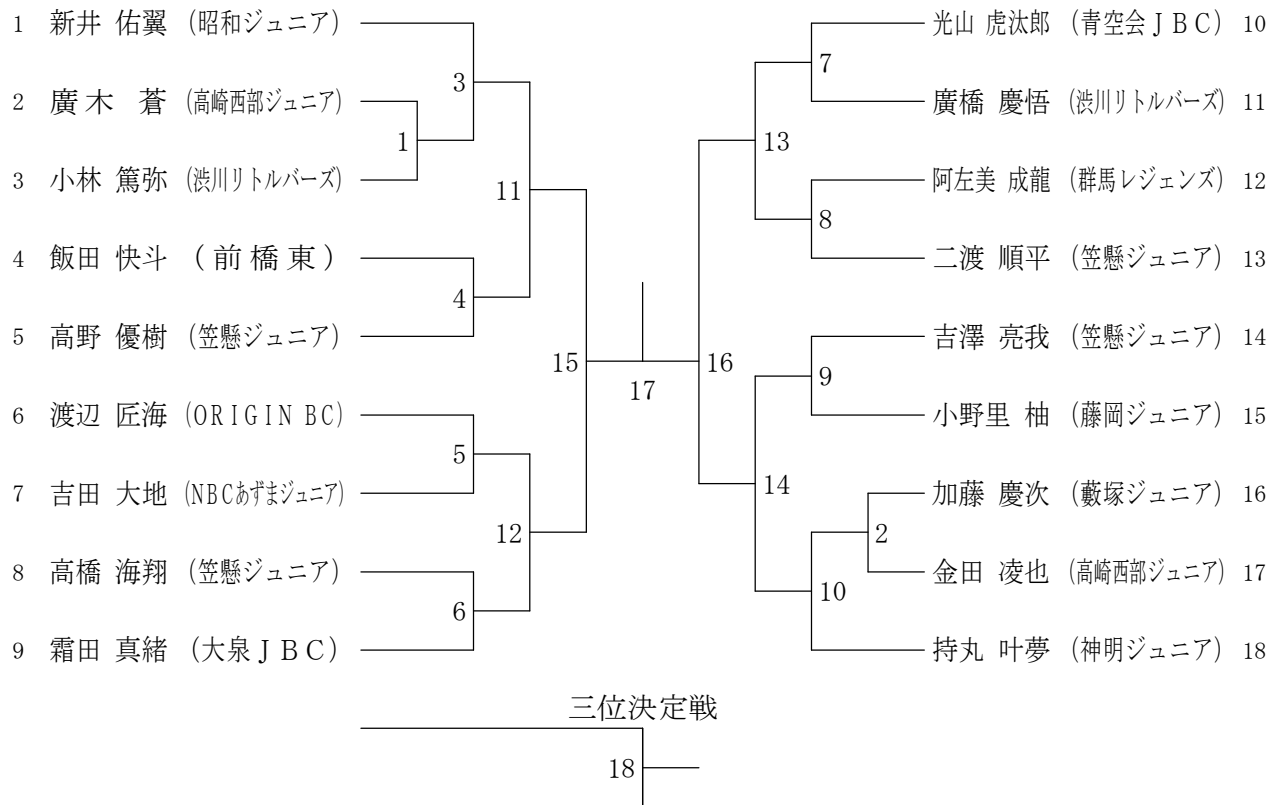 1 新井 佑翼 (昭和ジュニア)
2 廣木 蒼 (高崎西部ジュニア)
3 小林 篤弥 (渋川リトルバーズ)
4 飯田 快斗 (前橋東)
5 高野 優樹 (笠懸ジュニア)
6 渡辺 匠海 (ORIGIN BC)
7 吉田 大地 (NBCあずまジュニア)
8 高橋 海翔 (笠懸ジュニア)
9 霜田 真緒 (大泉JBC)
3
1
11
4
15
5
12
6
17
16
7
13
8
9
14
2
10
光山 虎汰郎 (青空会JBC) 10
廣橋 慶悟 (渋川リトルバーズ) 11
阿左美 成龍 (群馬レジェンズ) 12
二渡 順平 (笠懸ジュニア) 13
吉澤 亮我 (笠懸ジュニア) 14
小野里 柚 (藤岡ジュニア) 15
加藤 慶次 (藪塚ジュニア) 16
金田 凌也 (高崎西部ジュニア) 17
持丸 叶夢 (神明ジュニア) 18
三位決定戦
18